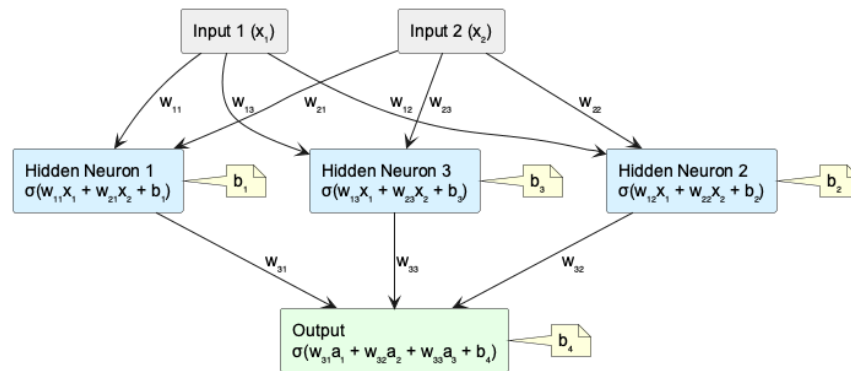 Input 1 (x₁)
Input 2 (x₂)
w₁₁
w₁₃
w₂₁
w₁₂
w₂₃
w₂₂
Hidden Neuron 1
σ(w₁₁x₁ + w₂₁x₂ + b₁)
b₁
Hidden Neuron 3
σ(w₁₃x₁ + w₂₃x₂ + b₃)
b₃
Hidden Neuron 2
σ(w₁₂x₁ + w₂₂x₂ + b₂)
b₂
w₃₁
w₃₃
w₃₂
Output
σ(w₃₁a₁ + w₃₂a₂ + w₃₃a₃ + b₄)
b₄